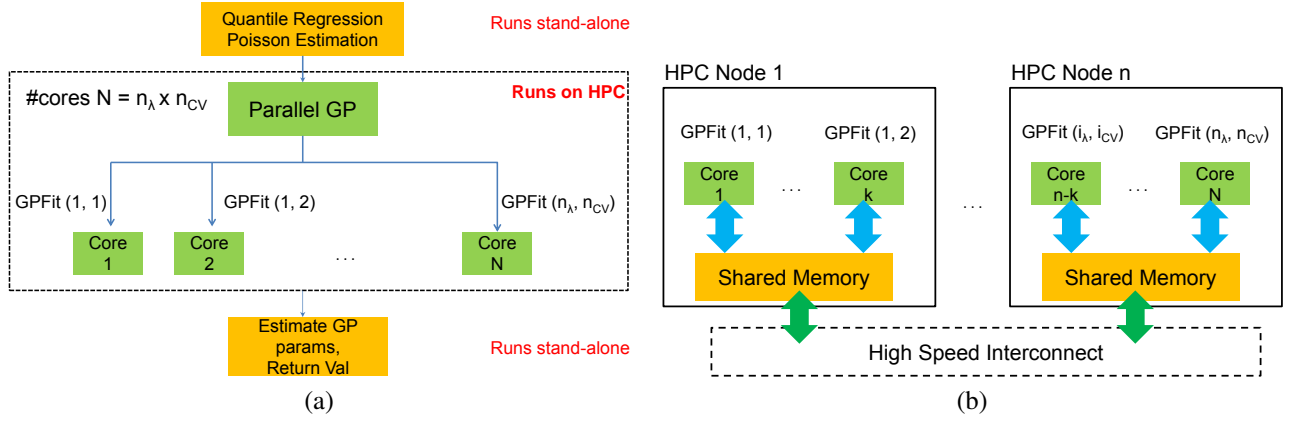 Quantile Regression
Poisson Estimation
Runs stand-alone
#cores N = nλ x nCV
Parallel GP
Runs on HPC
GPFit (1, 1)
GPFit (1, 2)
GPFit (nλ, nCV)
Core
1
Core
2
...
Core
N
Estimate GP
params,
Return Val
Runs stand-alone
(a)
HPC Node 1
GPFit (1, 1)
GPFit (1, 2)
Core
1
...
Core
k
Shared Memory
...
HPC Node n
GPFit (iλ, iCV)
GPFit (nλ, nCV)
Core
n-k
...
Core
N
Shared Memory
High Speed Interconnect
(b)